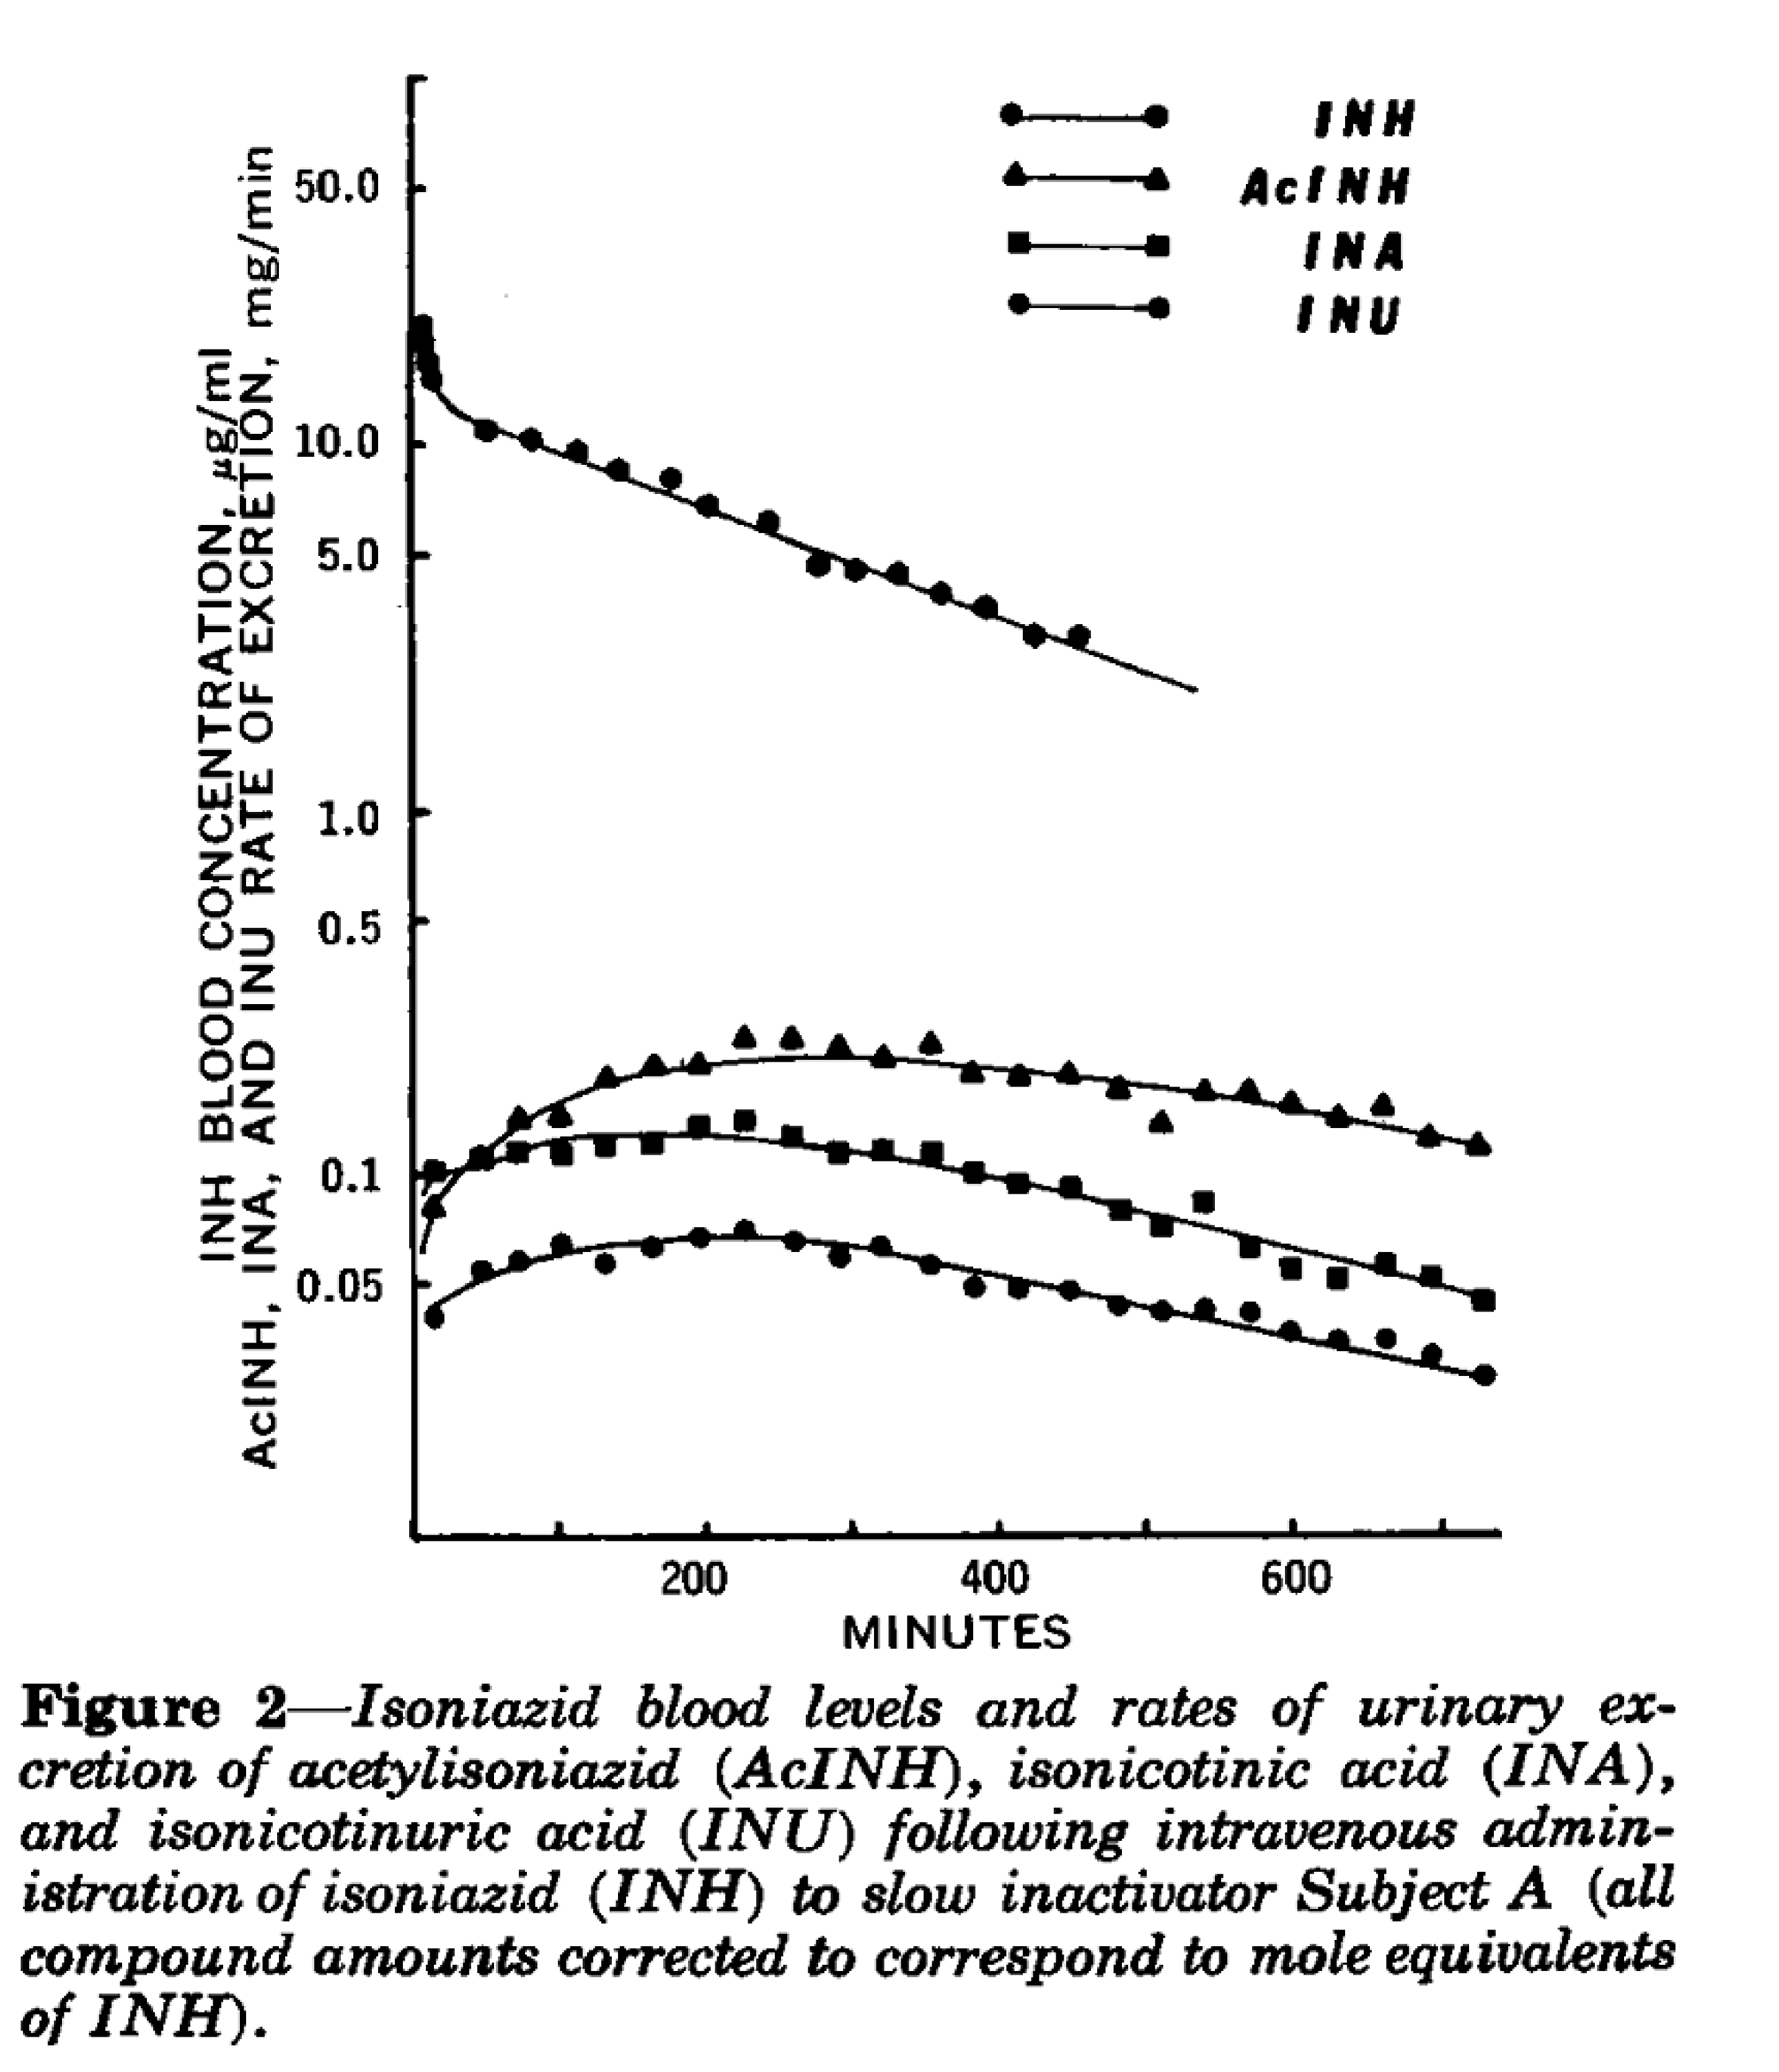 INH
AcINH
INA
INU
INH BLOOD CONCENTRATION, µg/ml
AcINH, INA, AND INU RATE OF EXCRETION, mg/min
50.0
10.0
5.0
1.0
0.5
0.1
0.05
200 400 600
MINUTES
Figure 2—Isoniazid blood levels and rates of urinary ex-
cretion of acetylisoniazid (AcINH), isonicotinic acid (INA),
and isonicotinuric acid (INU) following intravenous admin-
istration of isoniazid (INH) to slow inactivator Subject A (all
compound amounts corrected to correspond to mole equivalents
of INH).